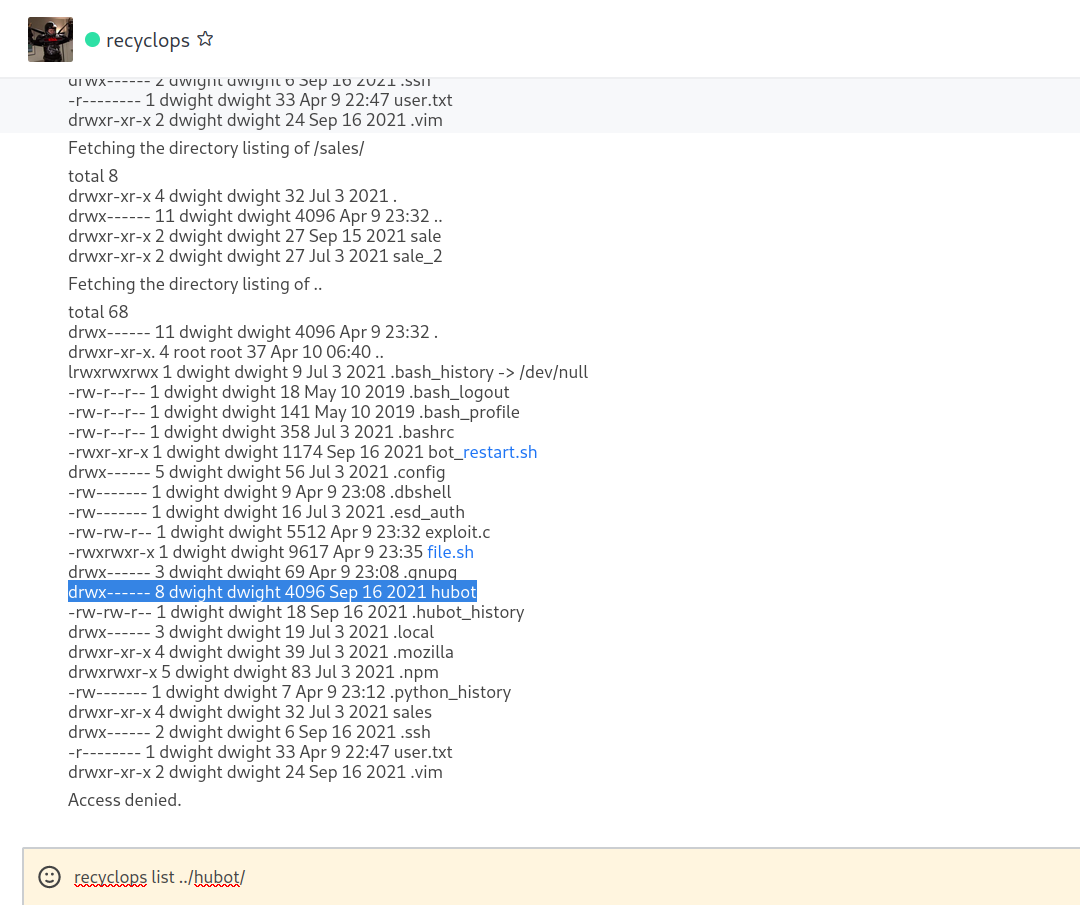 recyclops
drwx------ 2 dwight dwight 6 Sep 16 2021 .ssh
-r-------- 1 dwight dwight 33 Apr 9 22:47 user.txt
drwxr-xr-x 2 dwight dwight 24 Sep 16 2021 .vim
Fetching the directory listing of /sales/
total 8
drwxr-xr-x 4 dwight dwight 32 Jul 3 2021 .
drwx------ 11 dwight dwight 4096 Apr 9 23:32 ..
drwxr-xr-x 2 dwight dwight 27 Sep 15 2021 sale
drwxr-xr-x 2 dwight dwight 27 Jul 3 2021 sale_2
Fetching the directory listing of ..
total 68
drwx------ 11 dwight dwight 4096 Apr 9 23:32 .
drwxr-xr-x. 4 root root 37 Apr 10 06:40 ..
lrwxrwxrwx 1 dwight dwight 9 Jul 3 2021 .bash_history -> /dev/null
-rw-r--r-- 1 dwight dwight 18 May 10 2019 .bash_logout
-rw-r--r-- 1 dwight dwight 141 May 10 2019 .bash_profile
-rw-r--r-- 1 dwight dwight 358 Jul 3 2021 .bashrc
-rwxr-xr-x 1 dwight dwight 1174 Sep 16 2021 bot_restart.sh
drwx------ 5 dwight dwight 56 Jul 3 2021 .config
-rw------- 1 dwight dwight 9 Apr 9 23:08 .dbshell
-rw------- 1 dwight dwight 16 Jul 3 2021 .esd_auth
-rw-rw-r-- 1 dwight dwight 5512 Apr 9 23:32 exploit.c
-rwxrwxr-x 1 dwight dwight 9617 Apr 9 23:35 file.sh
drwx------ 3 dwight dwight 69 Apr 9 23:08 .gnupg
drwx------ 8 dwight dwight 4096 Sep 16 2021 hubot
-rw-rw-r-- 1 dwight dwight 18 Sep 16 2021 .hubot_history
drwx------ 3 dwight dwight 19 Jul 3 2021 .local
drwxr-xr-x 4 dwight dwight 39 Jul 3 2021 .mozilla
drwxrwxr-x 5 dwight dwight 83 Jul 3 2021 .npm
-rw------- 1 dwight dwight 7 Apr 9 23:12 .python_history
drwxr-xr-x 4 dwight dwight 32 Jul 3 2021 sales
drwx------ 2 dwight dwight 6 Sep 16 2021 .ssh
-r-------- 1 dwight dwight 33 Apr 9 22:47 user.txt
drwxr-xr-x 2 dwight dwight 24 Sep 16 2021 .vim
Access denied.
recyclops list ../hubot/